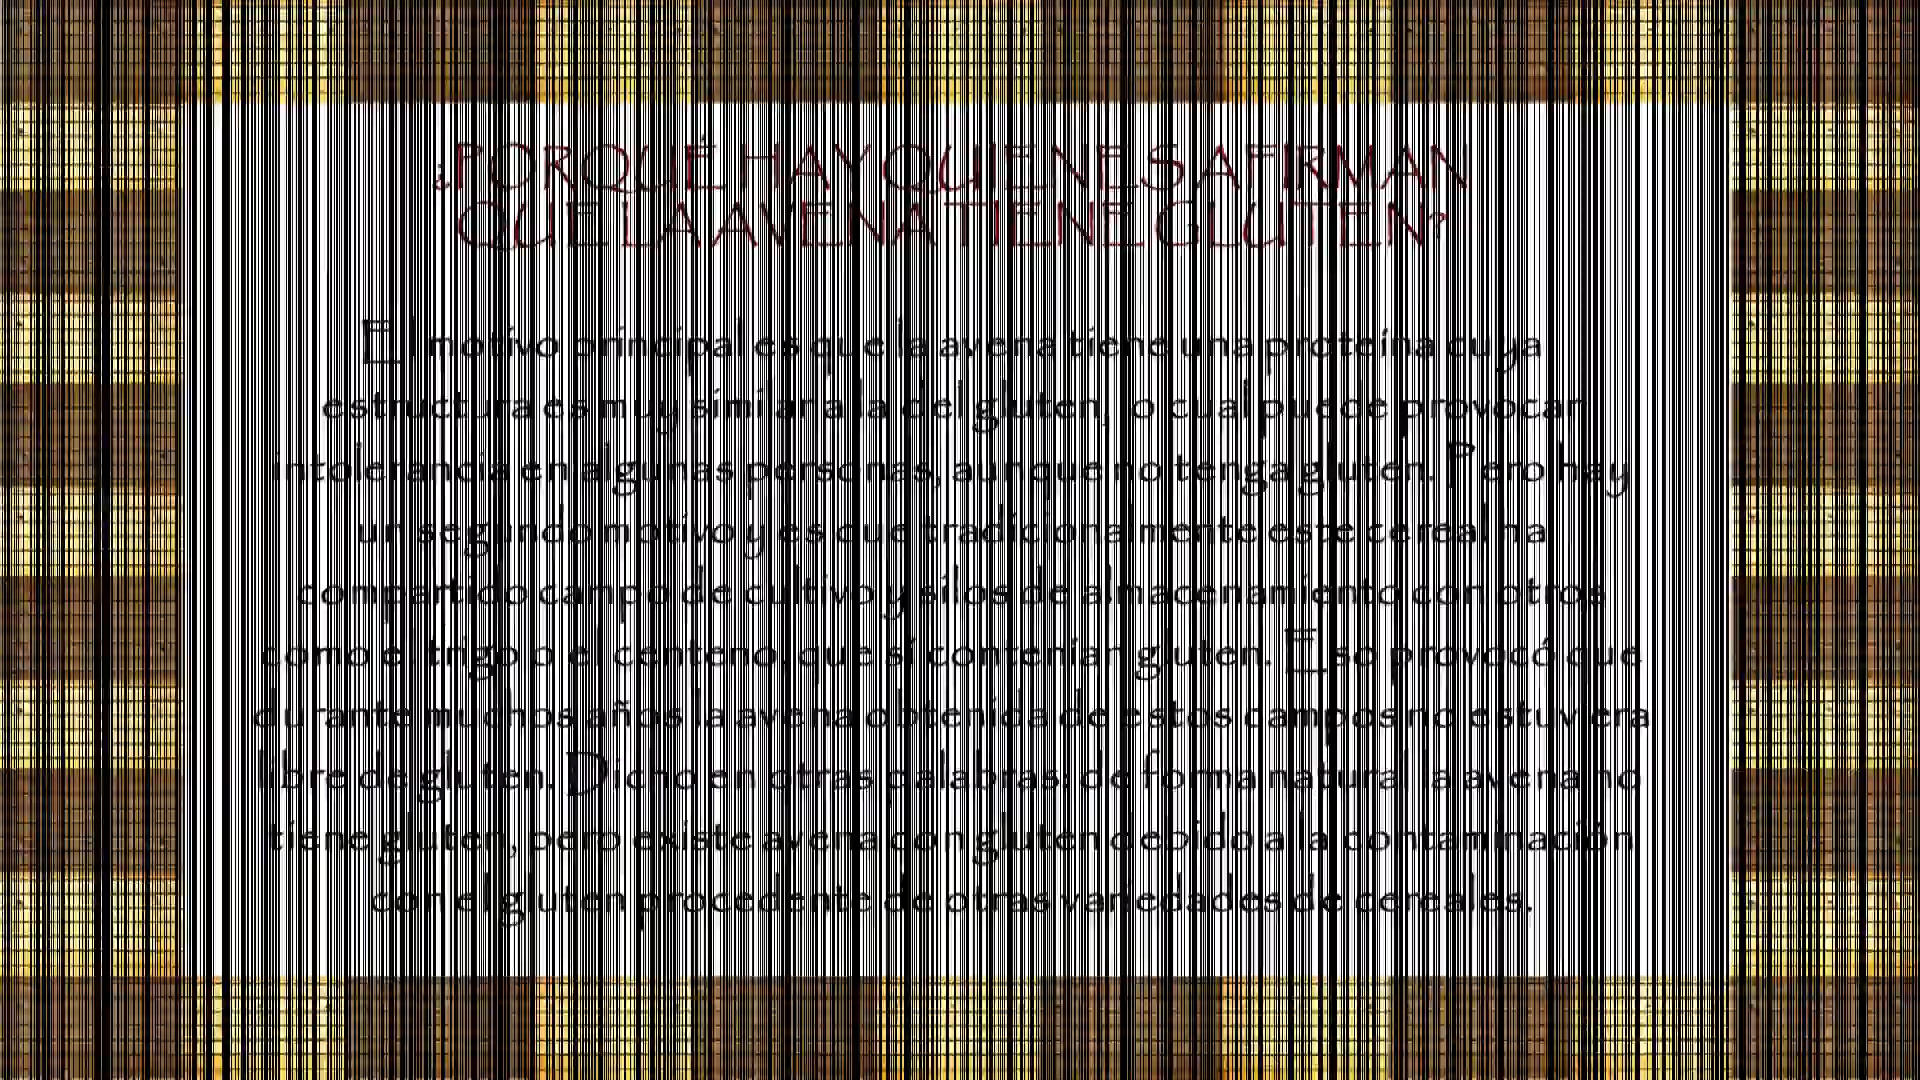 ¿PORQUÉ HAY QUIENES AFIRMAN
QUE LA AVENA TIENE GLUTEN?
El motivo principal es que la avena tiene una proteína cuya
estructura es muy similar a la del gluten, lo cual puede provocar
intolerancia en algunas personas, aunque no tenga gluten. Pero hay
un segundo motivo y es que tradicionalmente este cereal ha
compartido campo de cultivo y silos de almacenamiento con otros
como el trigo o el centeno, que sí contenían gluten. Eso provocó que
durante muchos años la avena obtenida de estos campos no estuviera
libre de gluten. Dicho en otras palabras: de forma natural la avena no
tiene gluten, pero existe avena con gluten debido a la contaminación
con el gluten procedente de otras variedades de cereales.